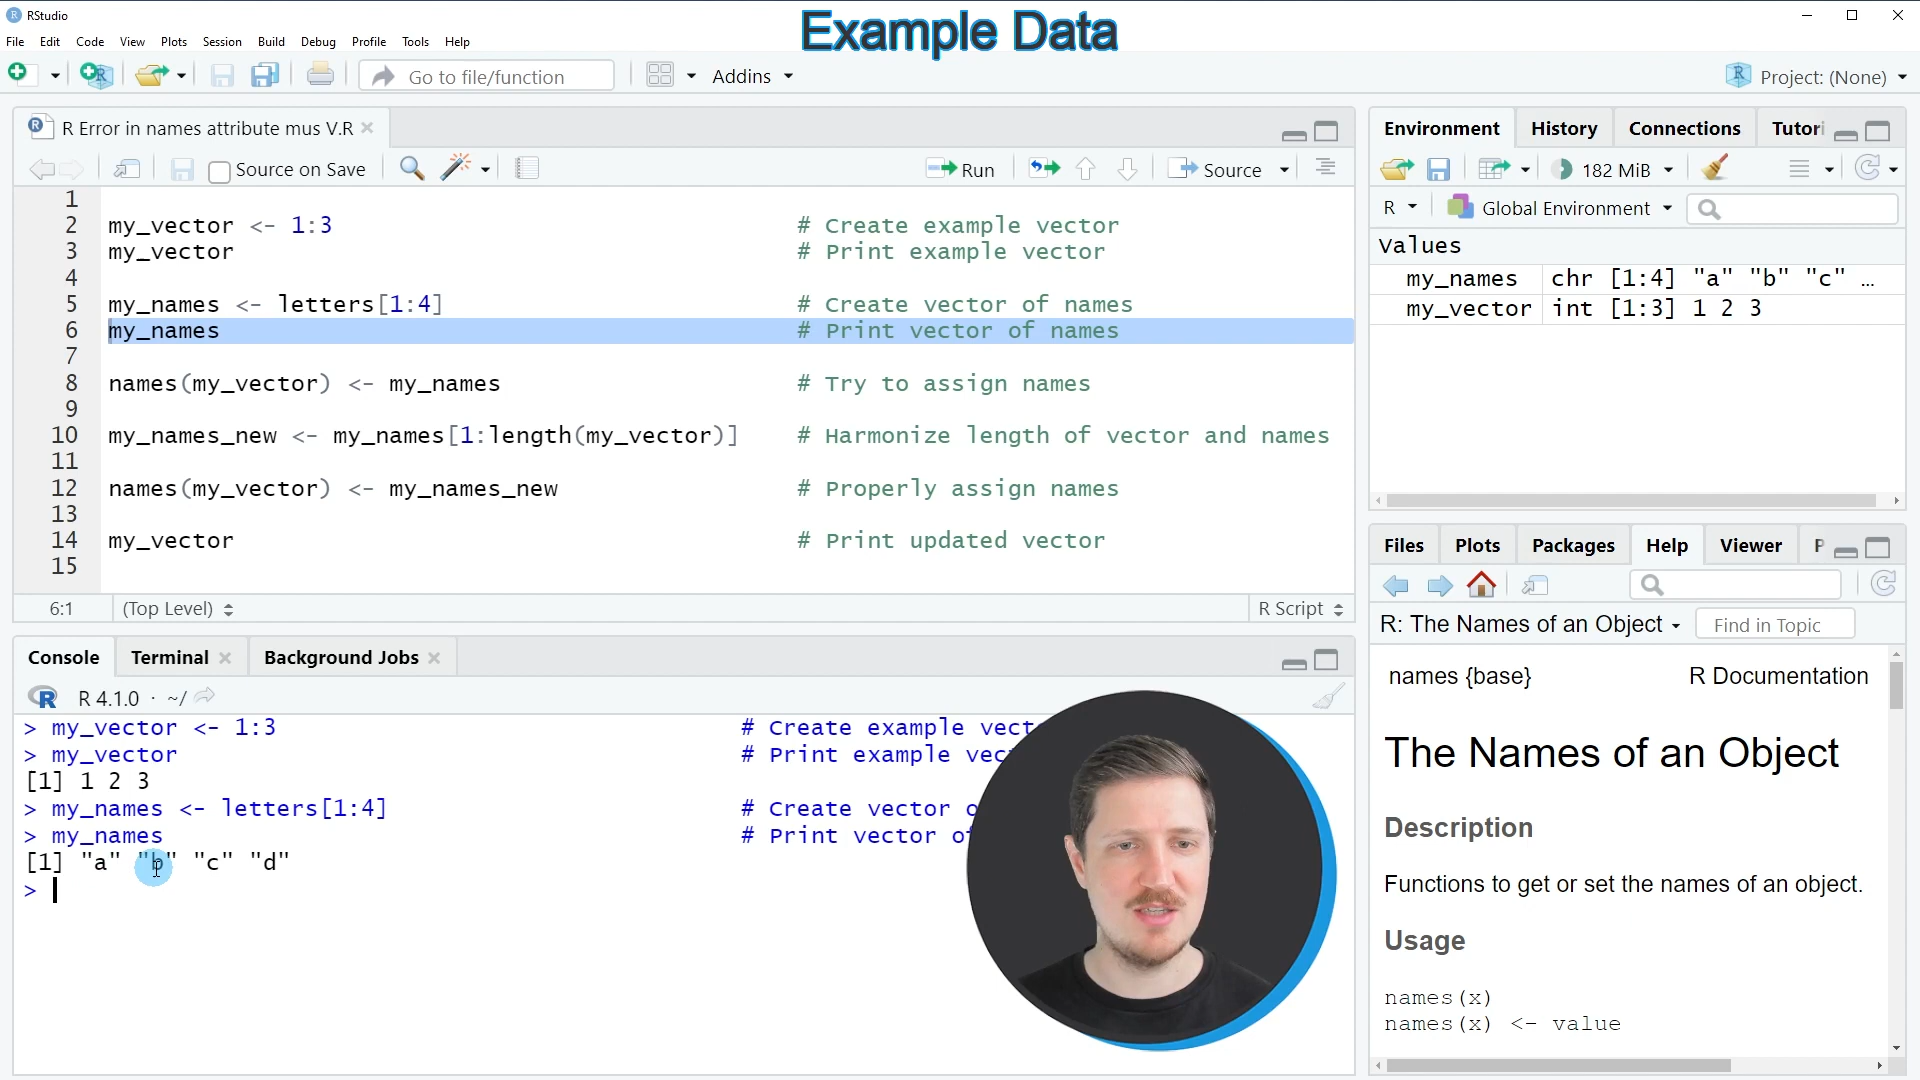 RStudio
Example Data
File Edit Code View Plots Session Build Debug Profile Tools Help
Go to file/function Addins Project: (None)
R Error in names attribute mus V.R
Source on Save Run Source
1
2 my_vector <- 1:3 # Create example vector
3 my_vector # Print example vector
4
5 my_names <- letters[1:4] # Create vector of names
6 my_names # Print vector of names
7
8 names(my_vector) <- my_names # Try to assign names
9
10 my_names_new <- my_names[1:length(my_vector)] # Harmonize length of vector and names
11
12 names(my_vector) <- my_names_new # Properly assign names
13
14 my_vector # Print updated vector
15
6:1 (Top Level) R Script
Console Terminal Background Jobs
R 4.1.0 · ~/
> my_vector <- 1:3 # Create example vect
> my_vector # Print example vec
[1] 1 2 3
> my_names <- letters[1:4] # Create vector o
> my_names # Print vector of
[1] "a" "b" "c" "d"
>
Environment History Connections Tutori
182 MiB
R Global Environment
Values
my_names chr [1:4] "a" "b" "c" …
my_vector int [1:3] 1 2 3
Files Plots Packages Help Viewer P
R: The Names of an Object Find in Topic
names {base} R Documentation
The Names of an Object
Description
Functions to get or set the names of an object.
Usage
names(x)
names(x) <- value